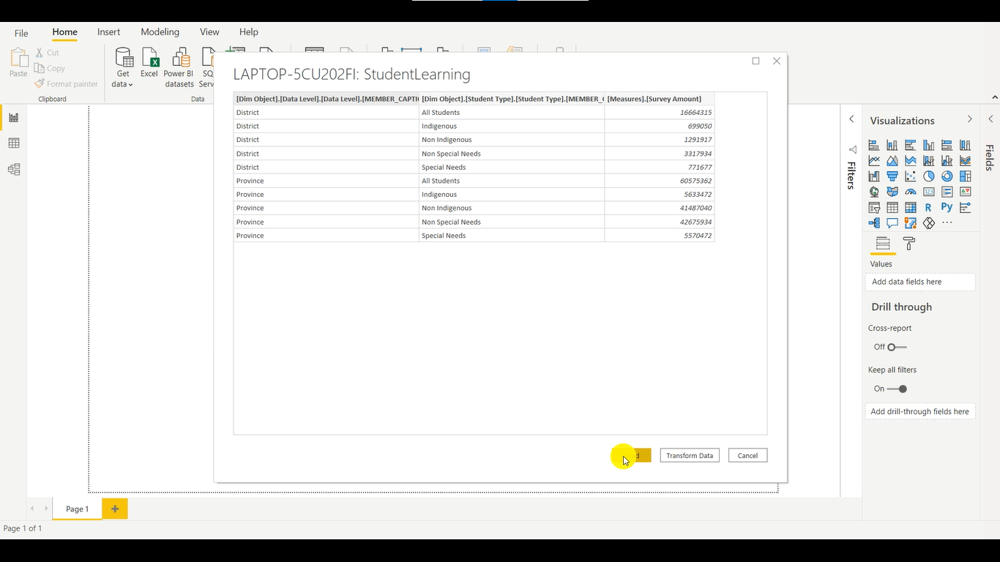 File Home Insert Modeling View Help
Paste
Cut
Copy
Format painter
Clipboard
Get data
Excel
Power BI datasets
Data
LAPTOP-5CU202FI: StudentLearning
[Dim Object].[Data Level].[Data Level].[MEMBER_CAPTI [Dim Object].[Student Type].[Student Type].[MEMBER_ [Measures].[Survey Amount]
District All Students 16664315
District Indigenous 699050
District Non Indigenous 1291917
District Non Special Needs 3317934
District Special Needs 771677
Province All Students 60575362
Province Indigenous 5633472
Province Non Indigenous 41487040
Province Non Special Needs 42675934
Province Special Needs 5570472
Transform Data
Cancel
Filters
Visualizations
123
R
Py
Values
Add data fields here
Drill through
Cross-report
Off
Keep all filters
On
Add drill-through fields here
Fields
Page 1
Page 1 of 1